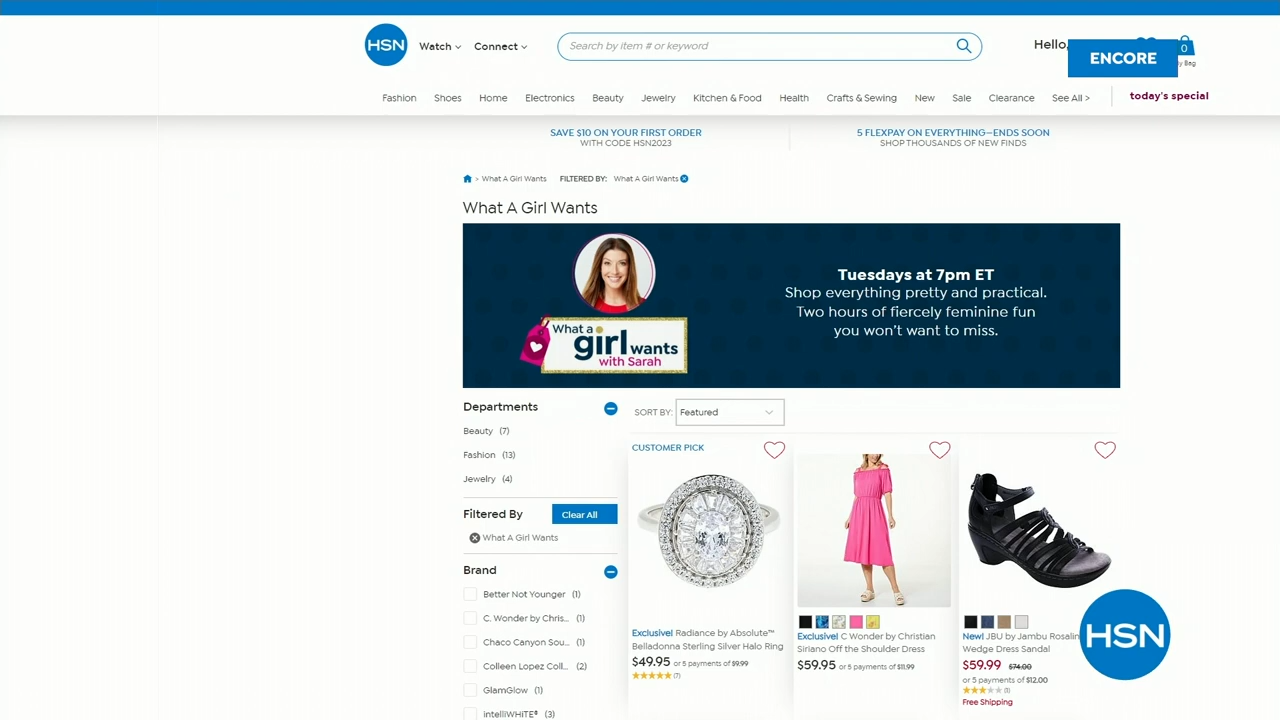 HSN
Watch
Connect
Search by item # or keyword
Hello,
0
ENCORE
Fashion
Shoes
Home
Electronics
Beauty
Jewelry
Kitchen & Food
Health
Crafts & Sewing
New
Sale
Clearance
See All >
today's special
SAVE $10 ON YOUR FIRST ORDER
WITH CODE HSN2023
5 FLEXPAY ON EVERYTHING—ENDS SOON
SHOP THOUSANDS OF NEW FINDS
> What A Girl Wants
FILTERED BY: What A Girl Wants
What A Girl Wants
What a
girl wants
with Sarah
Tuesdays at 7pm ET
Shop everything pretty and practical.
Two hours of fiercely feminine fun
you won't want to miss.
Departments
Beauty (7)
Fashion (13)
Jewelry (4)
Filtered By
Clear All
What A Girl Wants
Brand
Better Not Younger (1)
C. Wonder by Chris... (1)
Chaco Canyon Sou... (1)
Colleen Lopez Coll... (2)
GlamGlow (1)
intelliWHiTE® (3)
SORT BY: Featured
CUSTOMER PICK
Exclusive! Radiance by Absolute™
Belladonna Sterling Silver Halo Ring
$49.95 or 5 payments of $9.99
(7)
Exclusive! C Wonder by Christian
Siriano Off the Shoulder Dress
$59.95 or 5 payments of $11.99
New! JBU by Jambu Rosalin
Wedge Dress Sandal
$59.99 $74.00
or 5 payments of $12.00
Free Shipping
HSN